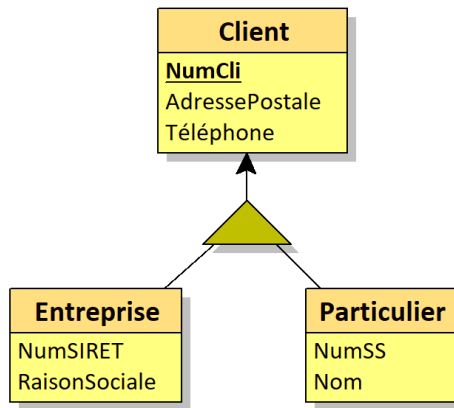 Client
NumCli
AdressePostale
Téléphone
Entreprise
NumSIRET
RaisonSociale
Particulier
NumSS
Nom